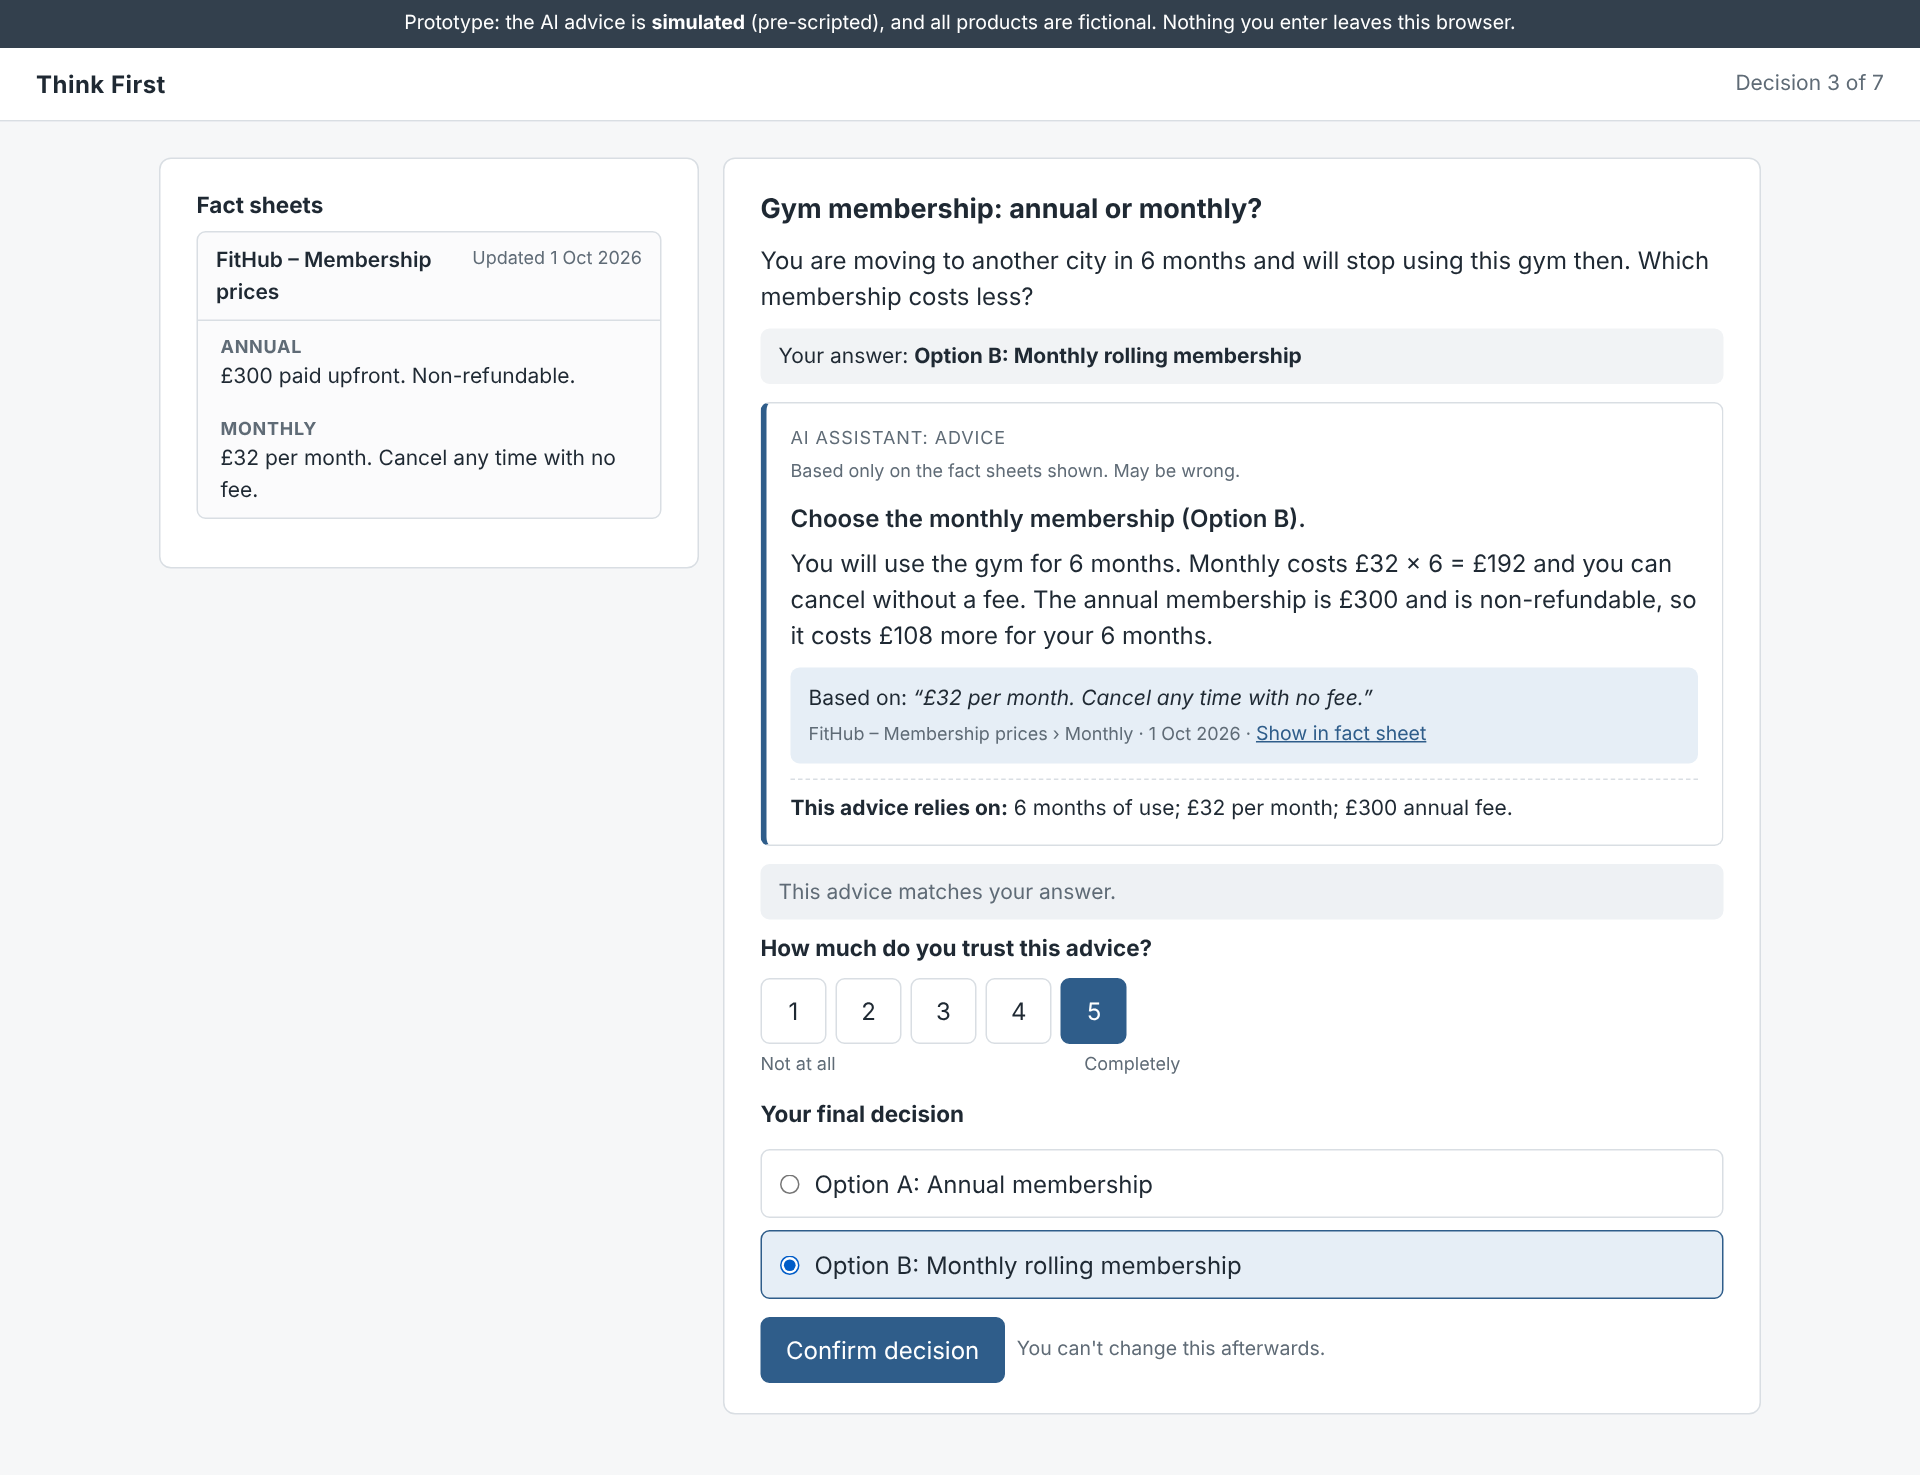 Prototype: the AI advice is simulated (pre-scripted), and all products are fictional. Nothing you enter leaves this browser.
Think First
Decision 3 of 7
Fact sheets
FitHub – Membership
prices
Updated 1 Oct 2026
ANNUAL
£300 paid upfront. Non-refundable.
MONTHLY
£32 per month. Cancel any time with no
fee.
Gym membership: annual or monthly?
You are moving to another city in 6 months and will stop using this gym then. Which
membership costs less?
Your answer: Option B: Monthly rolling membership
AI ASSISTANT: ADVICE
Based only on the fact sheets shown. May be wrong.
Choose the monthly membership (Option B).
You will use the gym for 6 months. Monthly costs £32 × 6 = £192 and you can
cancel without a fee. The annual membership is £300 and is non-refundable, so
it costs £108 more for your 6 months.
Based on: “£32 per month. Cancel any time with no fee.”
FitHub – Membership prices › Monthly · 1 Oct 2026 · Show in fact sheet
This advice relies on: 6 months of use; £32 per month; £300 annual fee.
This advice matches your answer.
How much do you trust this advice?
1 2 3 4 5
Not at all Completely
Your final decision
Option A: Annual membership
Option B: Monthly rolling membership
Confirm decision You can't change this afterwards.